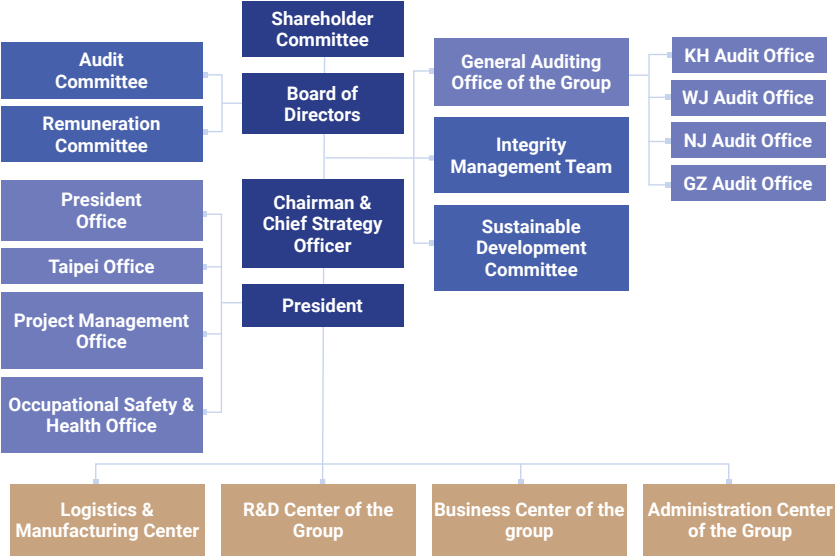 Shareholder
Committee
Audit
Committee
Board of
Directors
Remuneration
Committee
General Auditing
Office of the Group
KH Audit Office
WJ Audit Office
NJ Audit Office
GZ Audit Office
Integrity
Management Team
Chairman &
Chief Strategy
Officer
Sustainable
Development
Committee
President
President
Office
Taipei Office
Project Management
Office
Occupational Safety &
Health Office
Logistics &
Manufacturing Center
R&D Center of the
Group
Business Center of the
group
Administration Center
of the Group